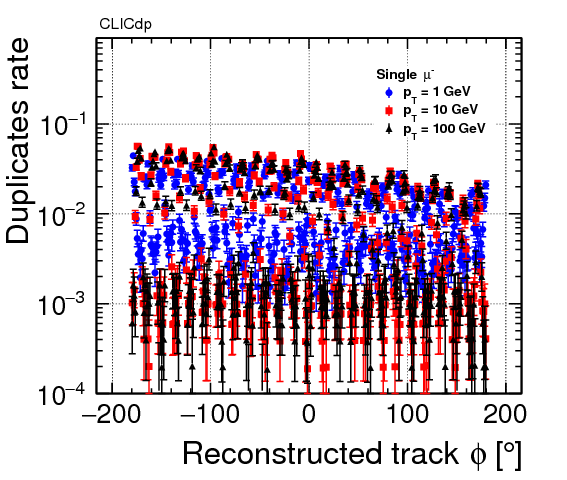 CLICdp
Duplicates rate
Single μ⁻
p_T = 1 GeV
p_T = 10 GeV
p_T = 100 GeV
10⁻¹
10⁻²
10⁻³
10⁻⁴
−200 −100 0 100 200
Reconstructed track ϕ [°]